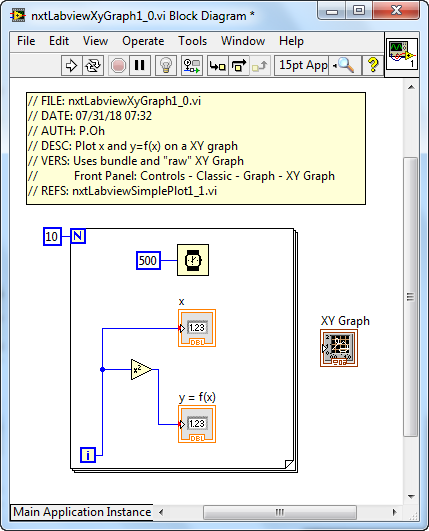 nxtLabviewXyGraph1_0.vi Block Diagram *
File Edit View Operate Tools Window Help
15pt App
1
// FILE: nxtLabviewXyGraph1_0.vi
// DATE: 07/31/18 07:32
// AUTH: P.Oh
// DESC: Plot x and y=f(x) on a XY graph
// VERS: Uses bundle and "raw" XY Graph
// Front Panel: Controls - Classic - Graph - XY Graph
// REFS: nxtLabviewSimplePlot1_1.vi
10 N
500
x
1.23
DBL
XY Graph
x²
y = f(x)
1.23
DBL
i
Main Application Instance